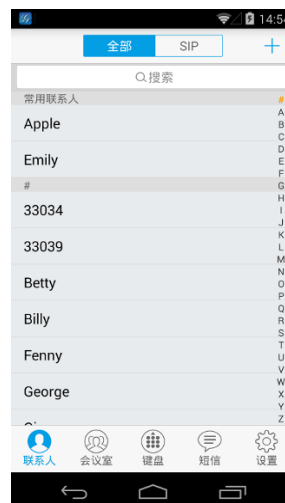 14:54
全部 SIP +
搜索
常用联系人
Apple
Emily
#
33034
33039
Betty
Billy
Fenny
George
#
A
B
C
D
E
F
G
H
I
J
K
L
M
N
O
P
Q
R
S
T
U
V
W
X
Y
Z
联系人 会议室 键盘 短信 设置